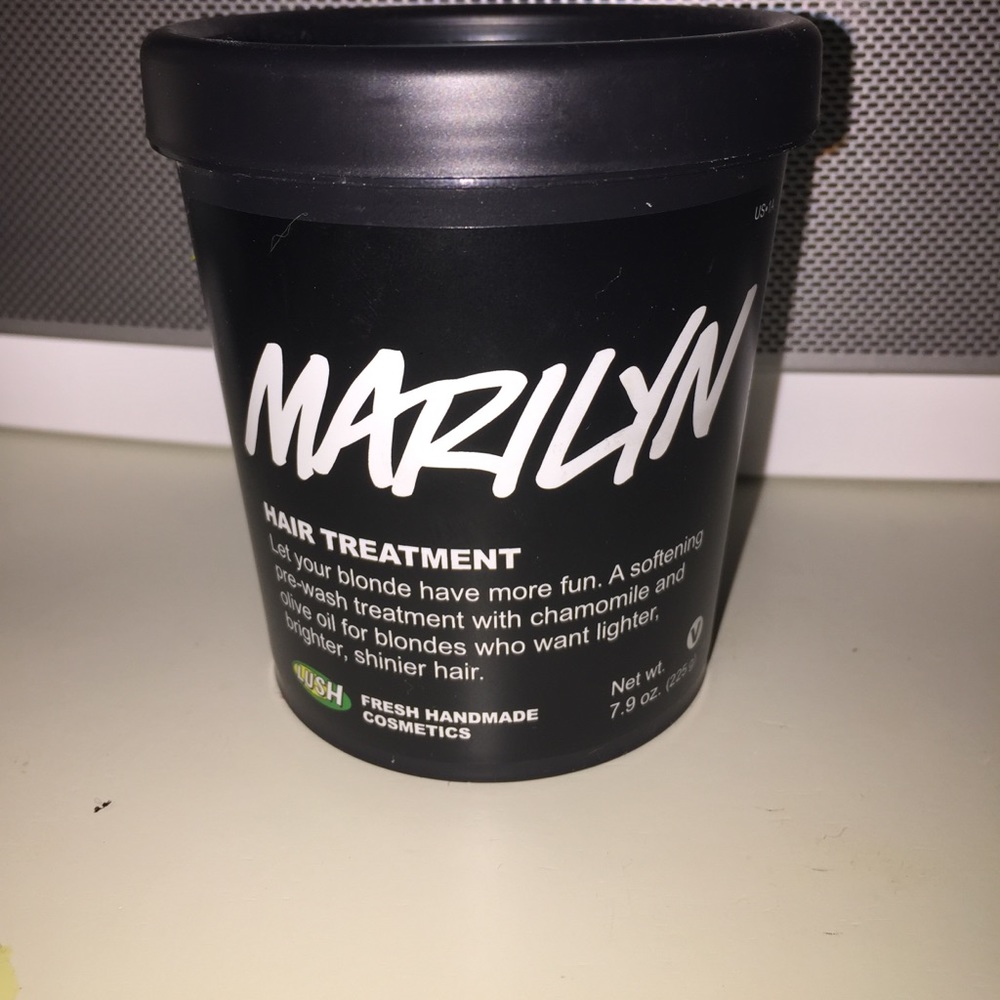 MARILYN
HAIR TREATMENT
Let your blonde have more fun. A softening
pre-wash treatment with chamomile and
olive oil for blondes who want lighter,
brighter, shinier hair.
V
LUSH
FRESH HANDMADE
COSMETICS
Net wt.
7.9 oz. (225 g)